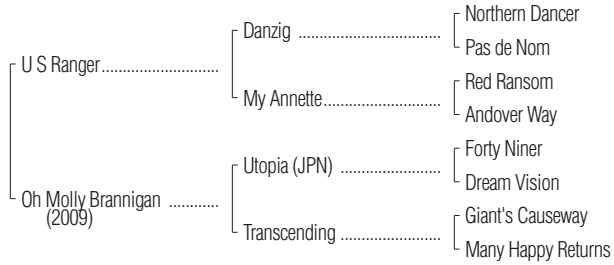 Northern Dancer
Danzig ..................................
Pas de Nom
U S Ranger............................
Red Ransom
My Annette............................
Andover Way
Forty Niner
Utopia (JPN) ........................
Dream Vision
Oh Molly Brannigan ............
(2009)
Giant's Causeway
Transcending ........................
Many Happy Returns